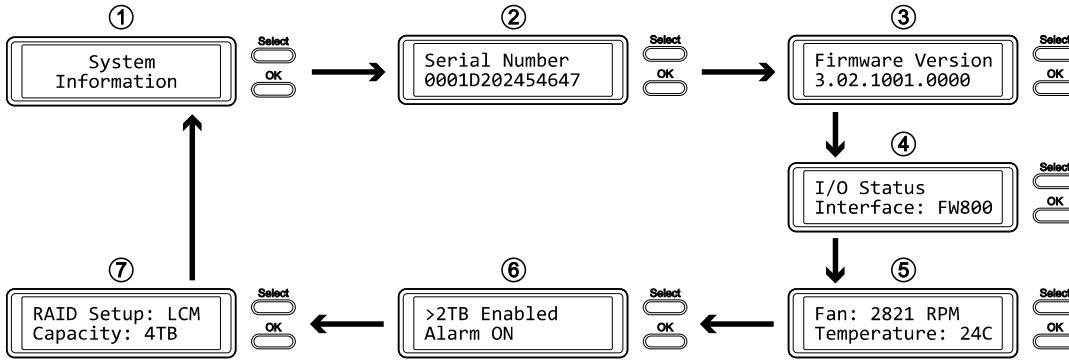 ①
System
Information
Select
OK
②
Serial Number
0001D202454647
Select
OK
③
Firmware Version
3.02.1001.0000
Select
OK
④
I/O Status
Interface: FW800
Select
OK
⑤
Fan: 2821 RPM
Temperature: 24C
Select
OK
⑥
>2TB Enabled
Alarm ON
Select
OK
⑦
RAID Setup: LCM
Capacity: 4TB
Select
OK